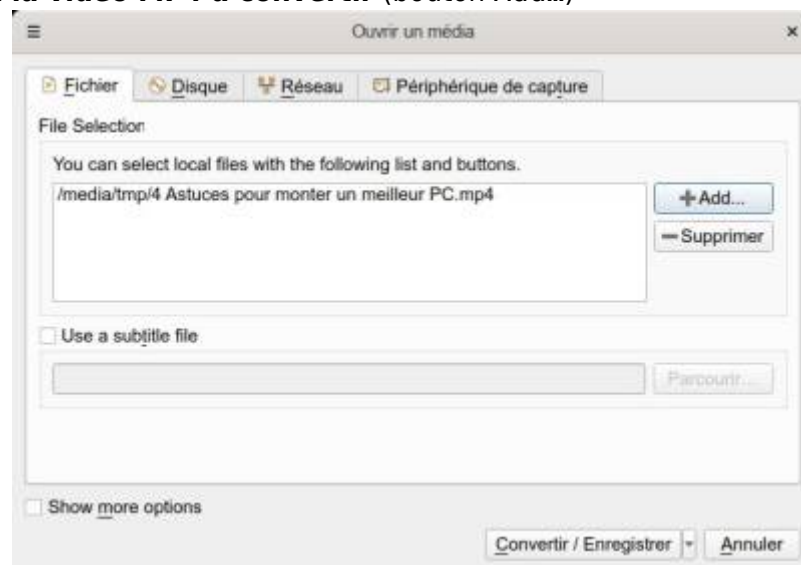 Ouvrir un média
Fichier Disque Réseau Périphérique de capture
File Selection
You can select local files with the following list and buttons.
/media/tmp/4 Astuces pour monter un meilleur PC.mp4
Add...
Supprimer
Use a subtitle file
Parcourir...
Show more options
Convertir / Enregistrer Annuler